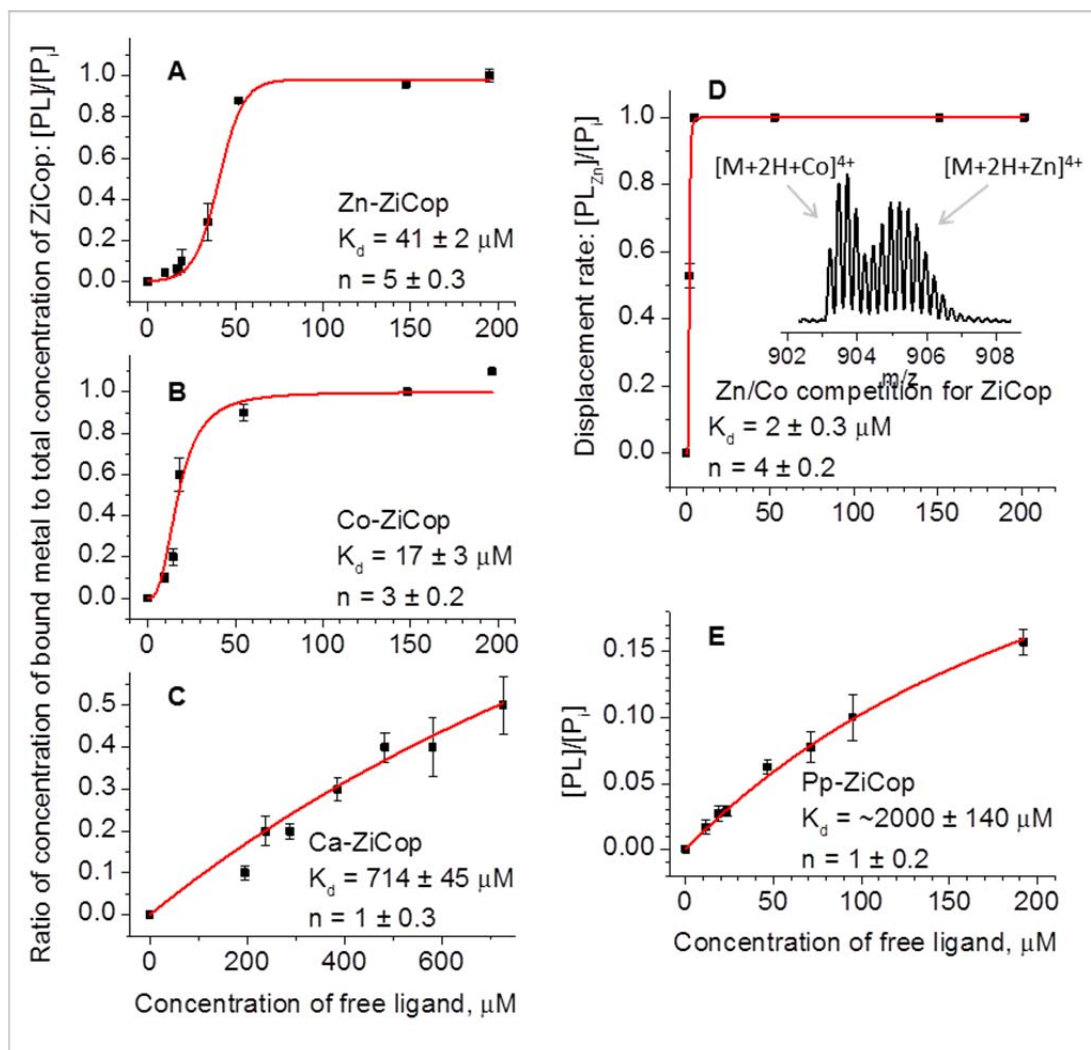 Ratio of concentration of bound metal to total concentration of ZiCop: [PL]/[Pi]
A
1.0
0.8
0.6
0.4
0.2
0.0
Zn-ZiCop
Kd = 41 ± 2 μM
n = 5 ± 0.3
0 50 100 150 200
B
1.0
0.8
0.6
0.4
0.2
0.0
Co-ZiCop
Kd = 17 ± 3 μM
n = 3 ± 0.2
0 50 100 150 200
C
0.5
0.4
0.3
0.2
0.1
0.0
Ca-ZiCop
Kd = 714 ± 45 μM
n = 1 ± 0.3
0 200 400 600
Concentration of free ligand, μM
Displacement rate: [PLZn]/[Pi]
D
1.0
0.8
0.6
0.4
0.2
0.0
[M+2H+Co]4+
[M+2H+Zn]4+
902 904 906 908
m/z
Zn/Co competition for ZiCop
Kd = 2 ± 0.3 μM
n = 4 ± 0.2
0 50 100 150 200
[PL]/[Pi]
E
0.15
0.10
0.05
0.00
Pp-ZiCop
Kd = ~2000 ± 140 μM
n = 1 ± 0.2
0 50 100 150 200
Concentration of free ligand, μM